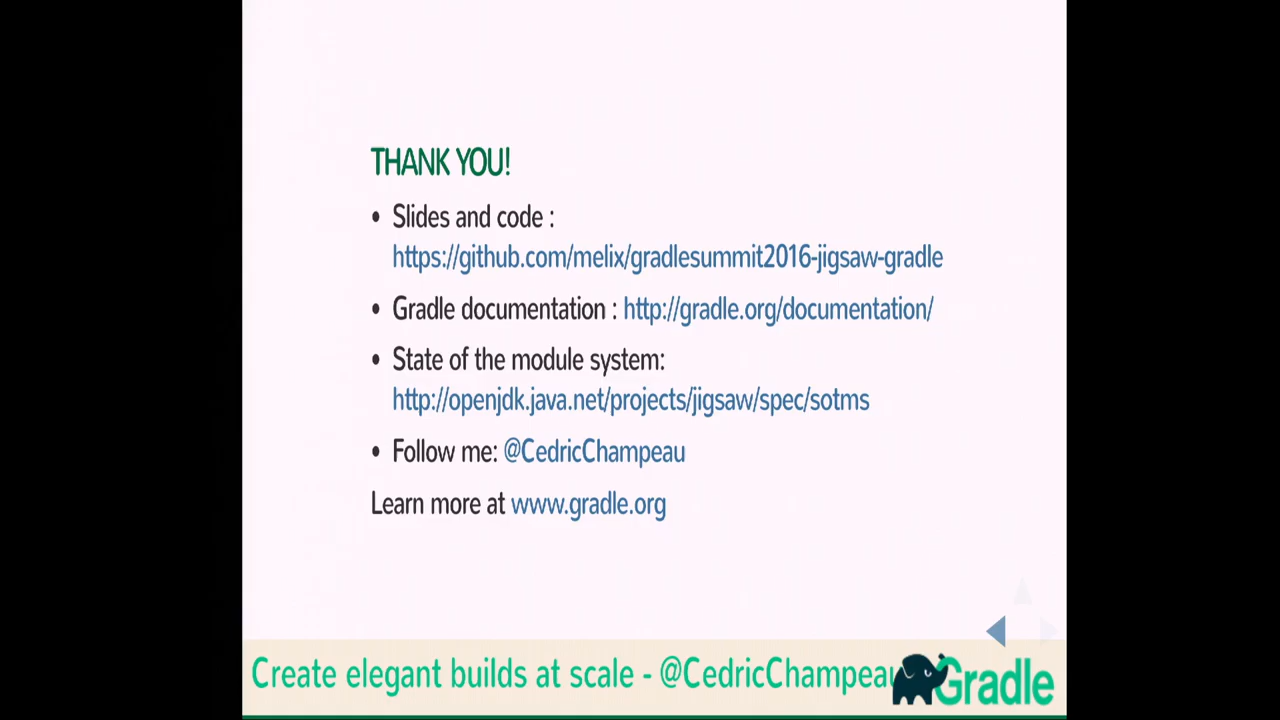 THANK YOU!
• Slides and code :
https://github.com/melix/gradlesummit2016-jigsaw-gradle
• Gradle documentation : http://gradle.org/documentation/
• State of the module system:
http://openjdk.java.net/projects/jigsaw/spec/sotms
• Follow me: @CedricChampeau
Learn more at www.gradle.org
Create elegant builds at scale - @CedricChampeau Gradle